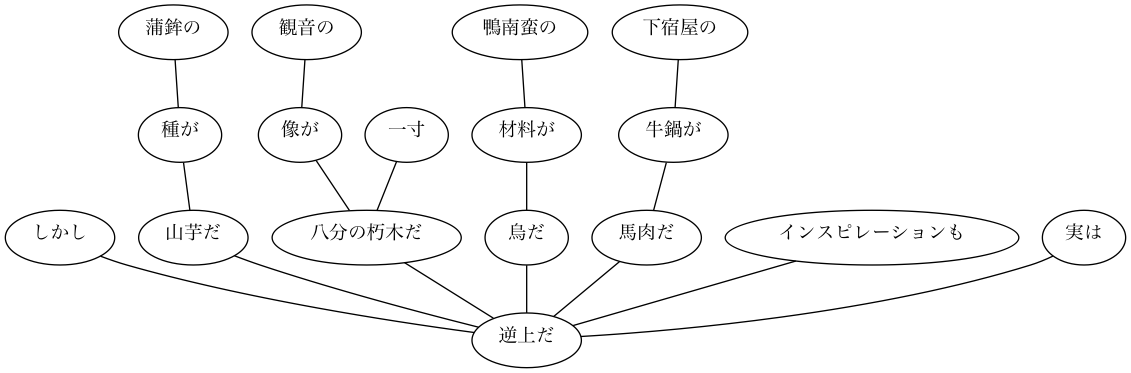 蒲鉾の 観音の 鴨南蛮の 下宿屋の
種が 像が 一寸 材料が 牛鍋が
しかし 山芋だ 八分の朽木だ 烏だ 馬肉だ インスピレーションも 実は
逆上だ